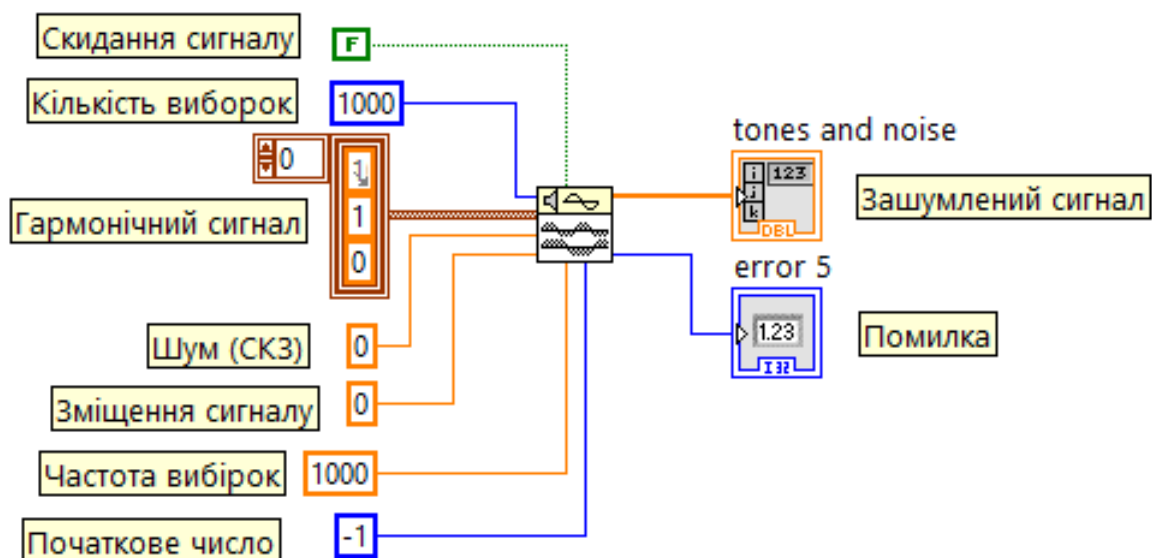 Скидання сигналу
F
Кількість виборок
1000
0
1
0
Гармонічний сигнал
tones and noise
123
i
j
k
DBL
Зашумлений сигнал
error 5
1.23
I32
Помилка
Шум (СКЗ)
0
Зміщення сигналу
0
Частота вибірок
1000
Початкове число
-1